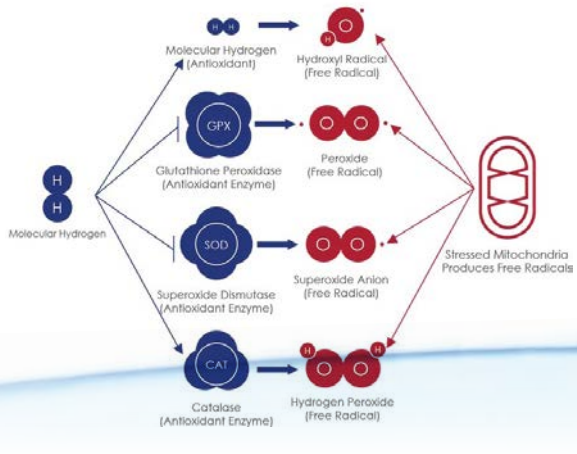 H H
Molecular Hydrogen
(Antioxidant)
O
H
Hydroxyl Radical
(Free Radical)
GPX
Glutathione Peroxidase
(Antioxidant Enzyme)
O O
Peroxide
(Free Radical)
H
H
Molecular Hydrogen
SOD
Superoxide Dismutase
(Antioxidant Enzyme)
O O
Superoxide Anion
(Free Radical)
Stressed Mitochondria
Produces Free Radicals
CAT
Catalase
(Antioxidant Enzyme)
H H
O O
Hydrogen Peroxide
(Free Radical)